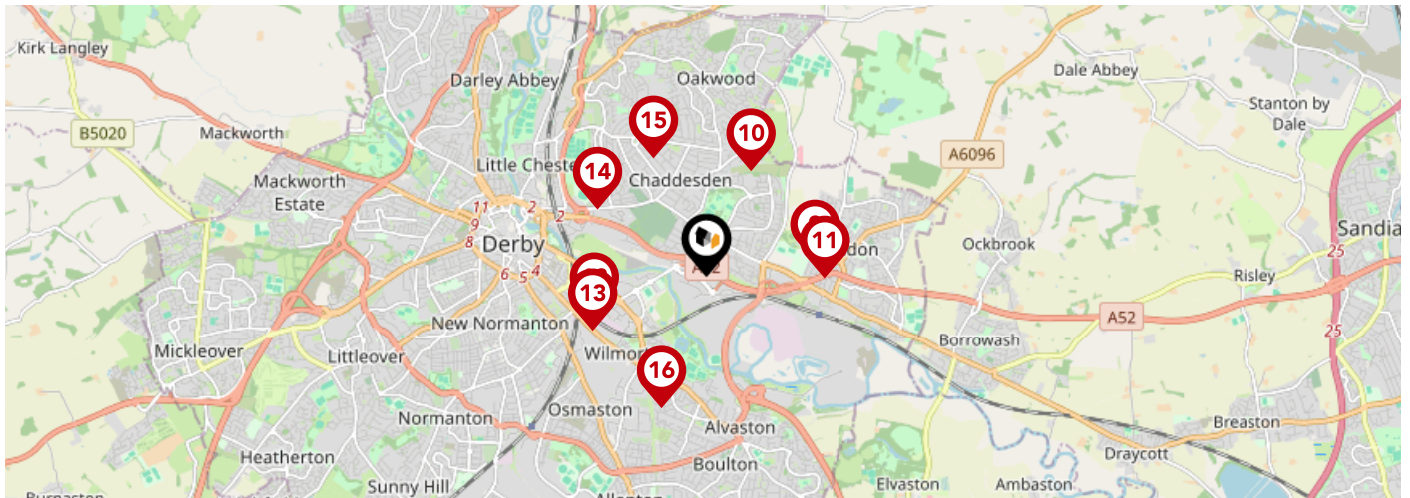 Kirk Langley
Darley Abbey
Oakwood
Dale Abbey
Stanton by
Dale
B5020
Mackworth
15
10
A6096
Little Cheste
14
Mackworth
Estate
Chaddesden
11
2
2
9
8
Derby
11
don
Ockbrook
Sandia
25
6
5
4
Risley
13
A52
New Normanton
25
Mickleover
Littleover
Wilmor
Borrowash
16
Osmaston
Normanton
Alvaston
Breaston
Heatherton
Boulton
Draycott
Sunny Hill
Elvaston
Ambaston